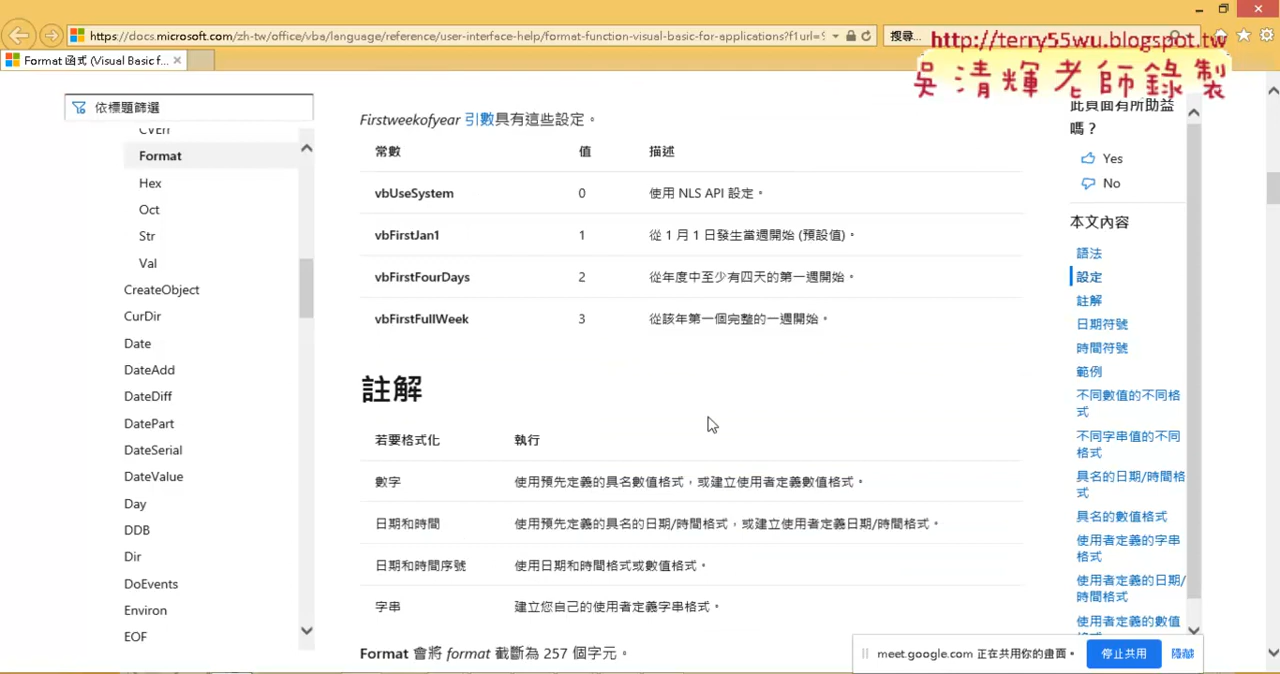 https://docs.microsoft.com/zh-tw/office/vba/language/reference/user-interface-help/format-function-visual-basic-for-applications?f1url=
搜尋...
http://terry55wu.blogspot.tw
吳清輝老師錄製
Format 函式 (Visual Basic f...
依標題篩選
CVErr
Format
Hex
Oct
Str
Val
CreateObject
CurDir
Date
DateAdd
DateDiff
DatePart
DateSerial
DateValue
Day
DDB
Dir
DoEvents
Environ
EOF
Firstweekofyear 引數具有這些設定。
常數 值 描述
vbUseSystem 0 使用 NLS API 設定。
vbFirstJan1 1 從 1 月 1 日發生當週開始 (預設值)。
vbFirstFourDays 2 從年度中至少有四天的第一週開始。
vbFirstFullWeek 3 從該年第一個完整的一週開始。
註解
若要格式化 執行
數字 使用預先定義的具名數值格式，或建立使用者定義數值格式。
日期和時間 使用預先定義的具名的日期/時間格式，或建立使用者定義日期/時間格式。
日期和時間序號 使用日期和時間格式或數值格式。
字串 建立您自己的使用者定義字串格式。
Format 會將 format 截斷為 257 個字元。
此頁面有所助益
嗎？
Yes
No
本文內容
語法
設定
註解
日期符號
時間符號
範例
不同數值的不同格
式
不同字串值的不同
格式
具名的日期/時間格
式
具名的數值格式
使用者定義的字串
格式
使用者定義的日期/
時間格式
使用者定義的數值
meet.google.com 正在共用你的畫面。
停止共用
隱藏